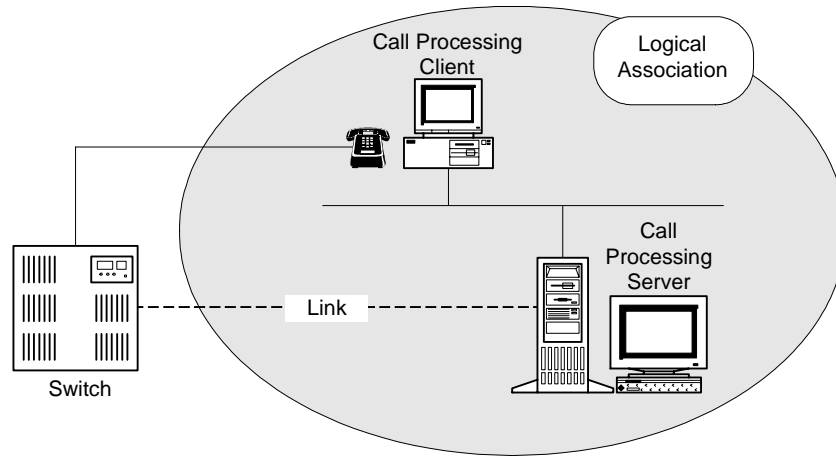 Call Processing
Client
Logical
Association
Call
Processing
Server
Link
Switch